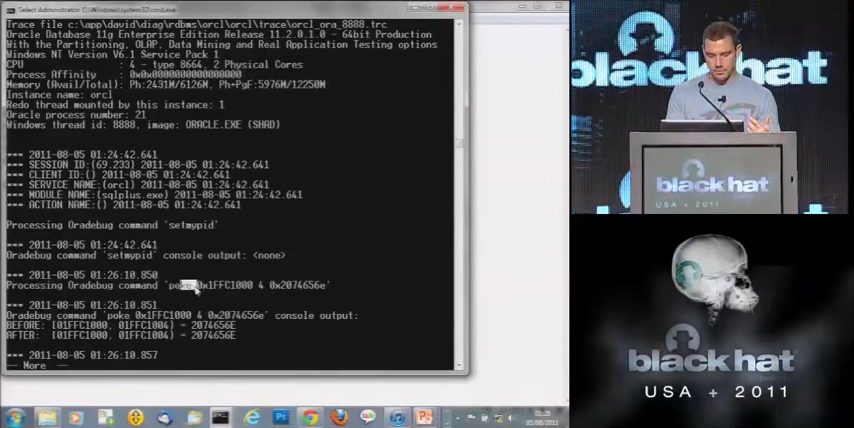 Select Administrator: C:\Windows\system32\cmd.exe
Trace file c:\app\david\diag\rdbms\orcl\orcl\trace\orcl_ora_8888.trc
Oracle Database 11g Enterprise Edition Release 11.2.0.1.0 - 64bit Production
With the Partitioning, OLAP, Data Mining and Real Application Testing options
Windows NT Version V6.1 Service Pack 1
CPU : 4 - type 8664, 2 Physical Cores
Process Affinity : 0x0x0000000000000000
Memory (Avail/Total): Ph:2431M/6126M, Ph+PgF:5976M/12250M
Instance name: orcl
Redo thread mounted by this instance: 1
Oracle process number: 21
Windows thread id: 8888, image: ORACLE.EXE (SHAD)
*** 2011-08-05 01:24:42.641
*** SESSION ID:(69.233) 2011-08-05 01:24:42.641
*** CLIENT ID:() 2011-08-05 01:24:42.641
*** SERVICE NAME:(orcl) 2011-08-05 01:24:42.641
*** MODULE NAME:(sqlplus.exe) 2011-08-05 01:24:42.641
*** ACTION NAME:() 2011-08-05 01:24:42.641
Processing Oradebug command 'setmypid'
*** 2011-08-05 01:24:42.641
Oradebug command 'setmypid' console output: <none>
*** 2011-08-05 01:26:10.850
Processing Oradebug command 'poke 0x1FFC1000 4 0x2074656e'
*** 2011-08-05 01:26:10.851
Oradebug command 'poke 0x1FFC1000 4 0x2074656e' console output:
BEFORE: [01FFC1000, 01FFC1004) = 2074656E
AFTER: [01FFC1000, 01FFC1004) = 2074656E
*** 2011-08-05 01:26:10.857
-- More --
01:26
05/08/2011
black hat
black hat
USA + 2011
black hat
USA + 2011